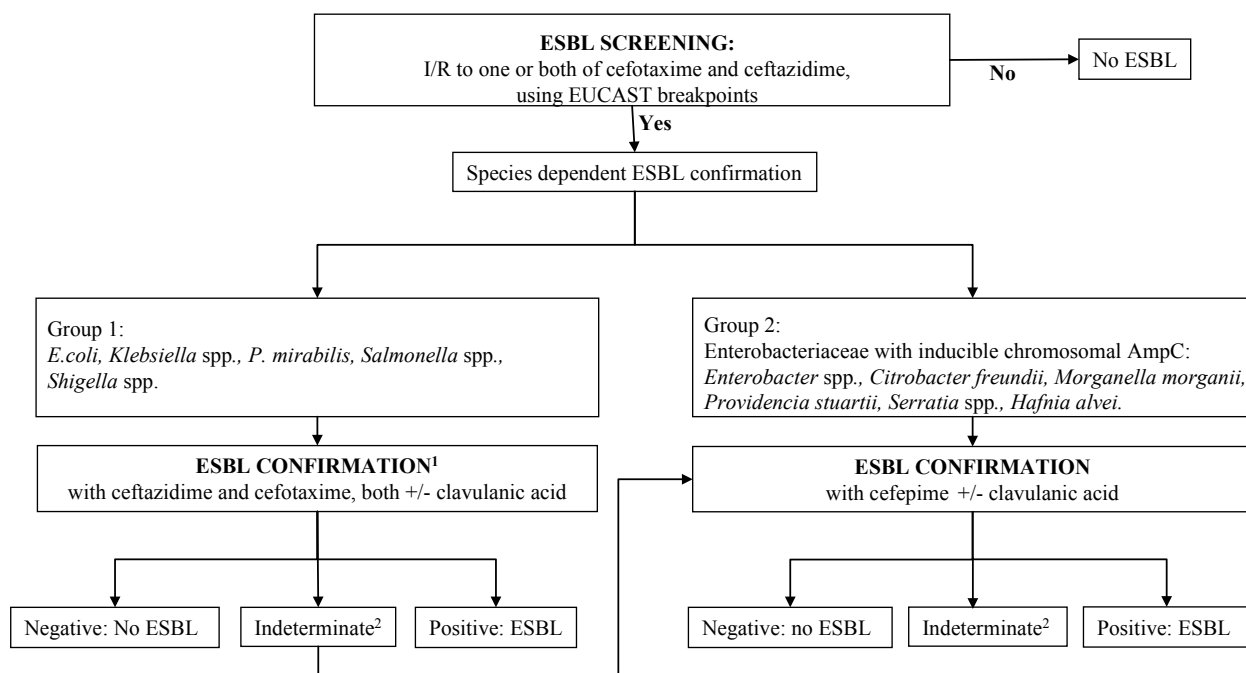 ESBL SCREENING:
I/R to one or both of cefotaxime and ceftazidime,
using EUCAST breakpoints
No
No ESBL
Yes
Species dependent ESBL confirmation
Group 1:
E.coli, Klebsiella spp., P. mirabilis, Salmonella spp.,
Shigella spp.
Group 2:
Enterobacteriaceae with inducible chromosomal AmpC:
Enterobacter spp., Citrobacter freundii, Morganella morganii,
Providencia stuartii, Serratia spp., Hafnia alvei.
ESBL CONFIRMATION¹
with ceftazidime and cefotaxime, both +/- clavulanic acid
ESBL CONFIRMATION
with cefepime +/- clavulanic acid
Negative: No ESBL
Indeterminate²
Positive: ESBL
Negative: no ESBL
Indeterminate²
Positive: ESBL